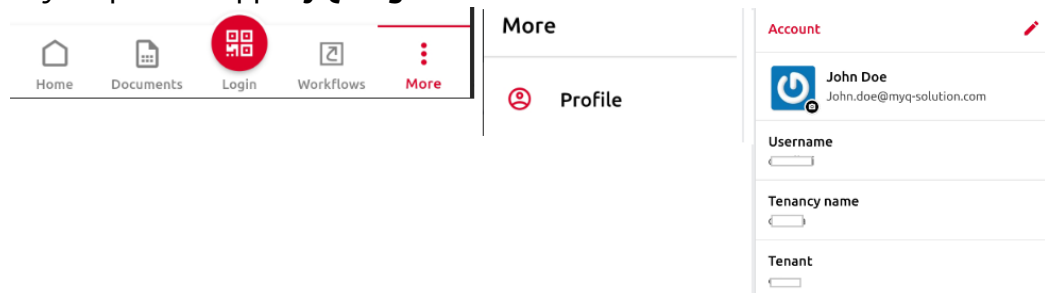 Home
Documents
Login
Workflows
More
More
Profile
Account
John Doe
John.doe@myq-solution.com
Username
Tenancy name
Tenant